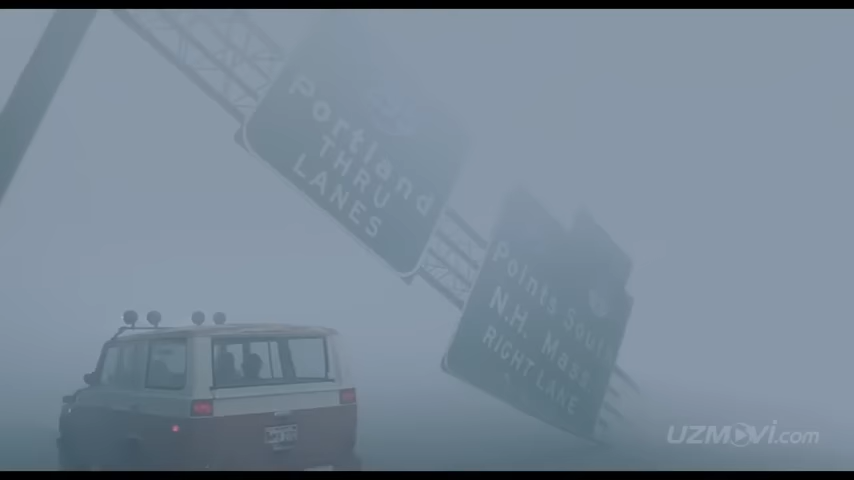 Portland
THRU
LANES
Points South
N.H. Mass
RIGHT LANE
UZMOVi.com